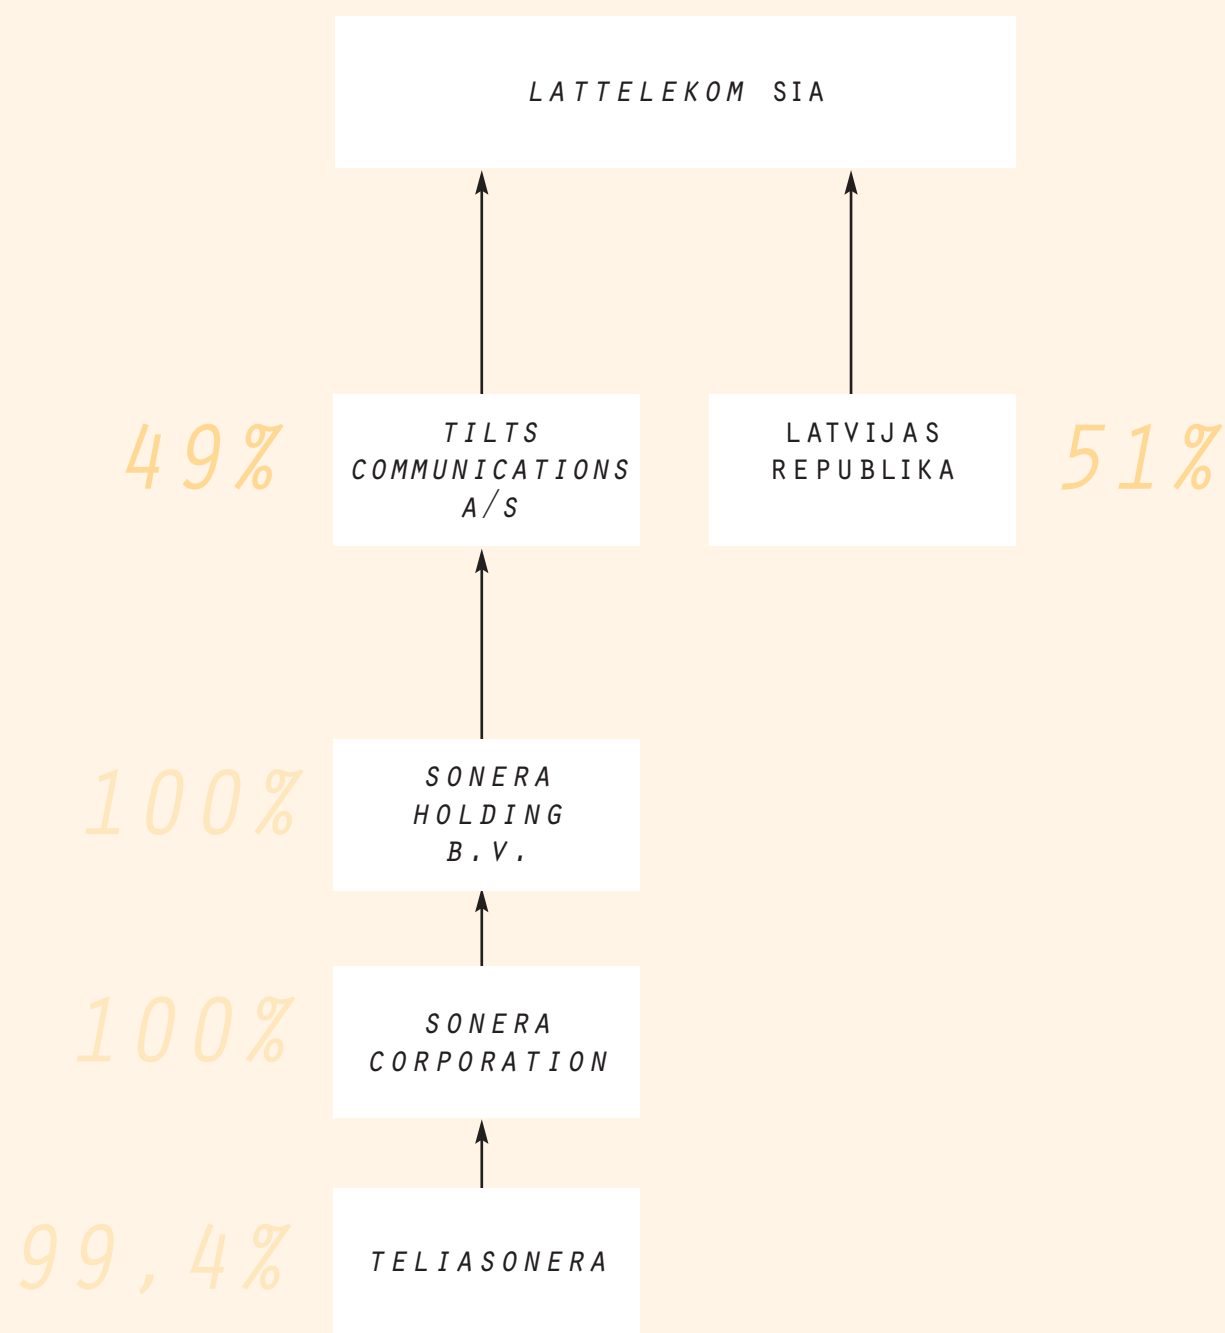 LATTELEKOM SIA
49%
TILTS
COMMUNICATIONS
A/S
LATVIJAS
REPUBLIKA
51%
100%
SONERA
HOLDING
B.V.
100%
SONERA
CORPORATION
99,4%
TELIASONERA